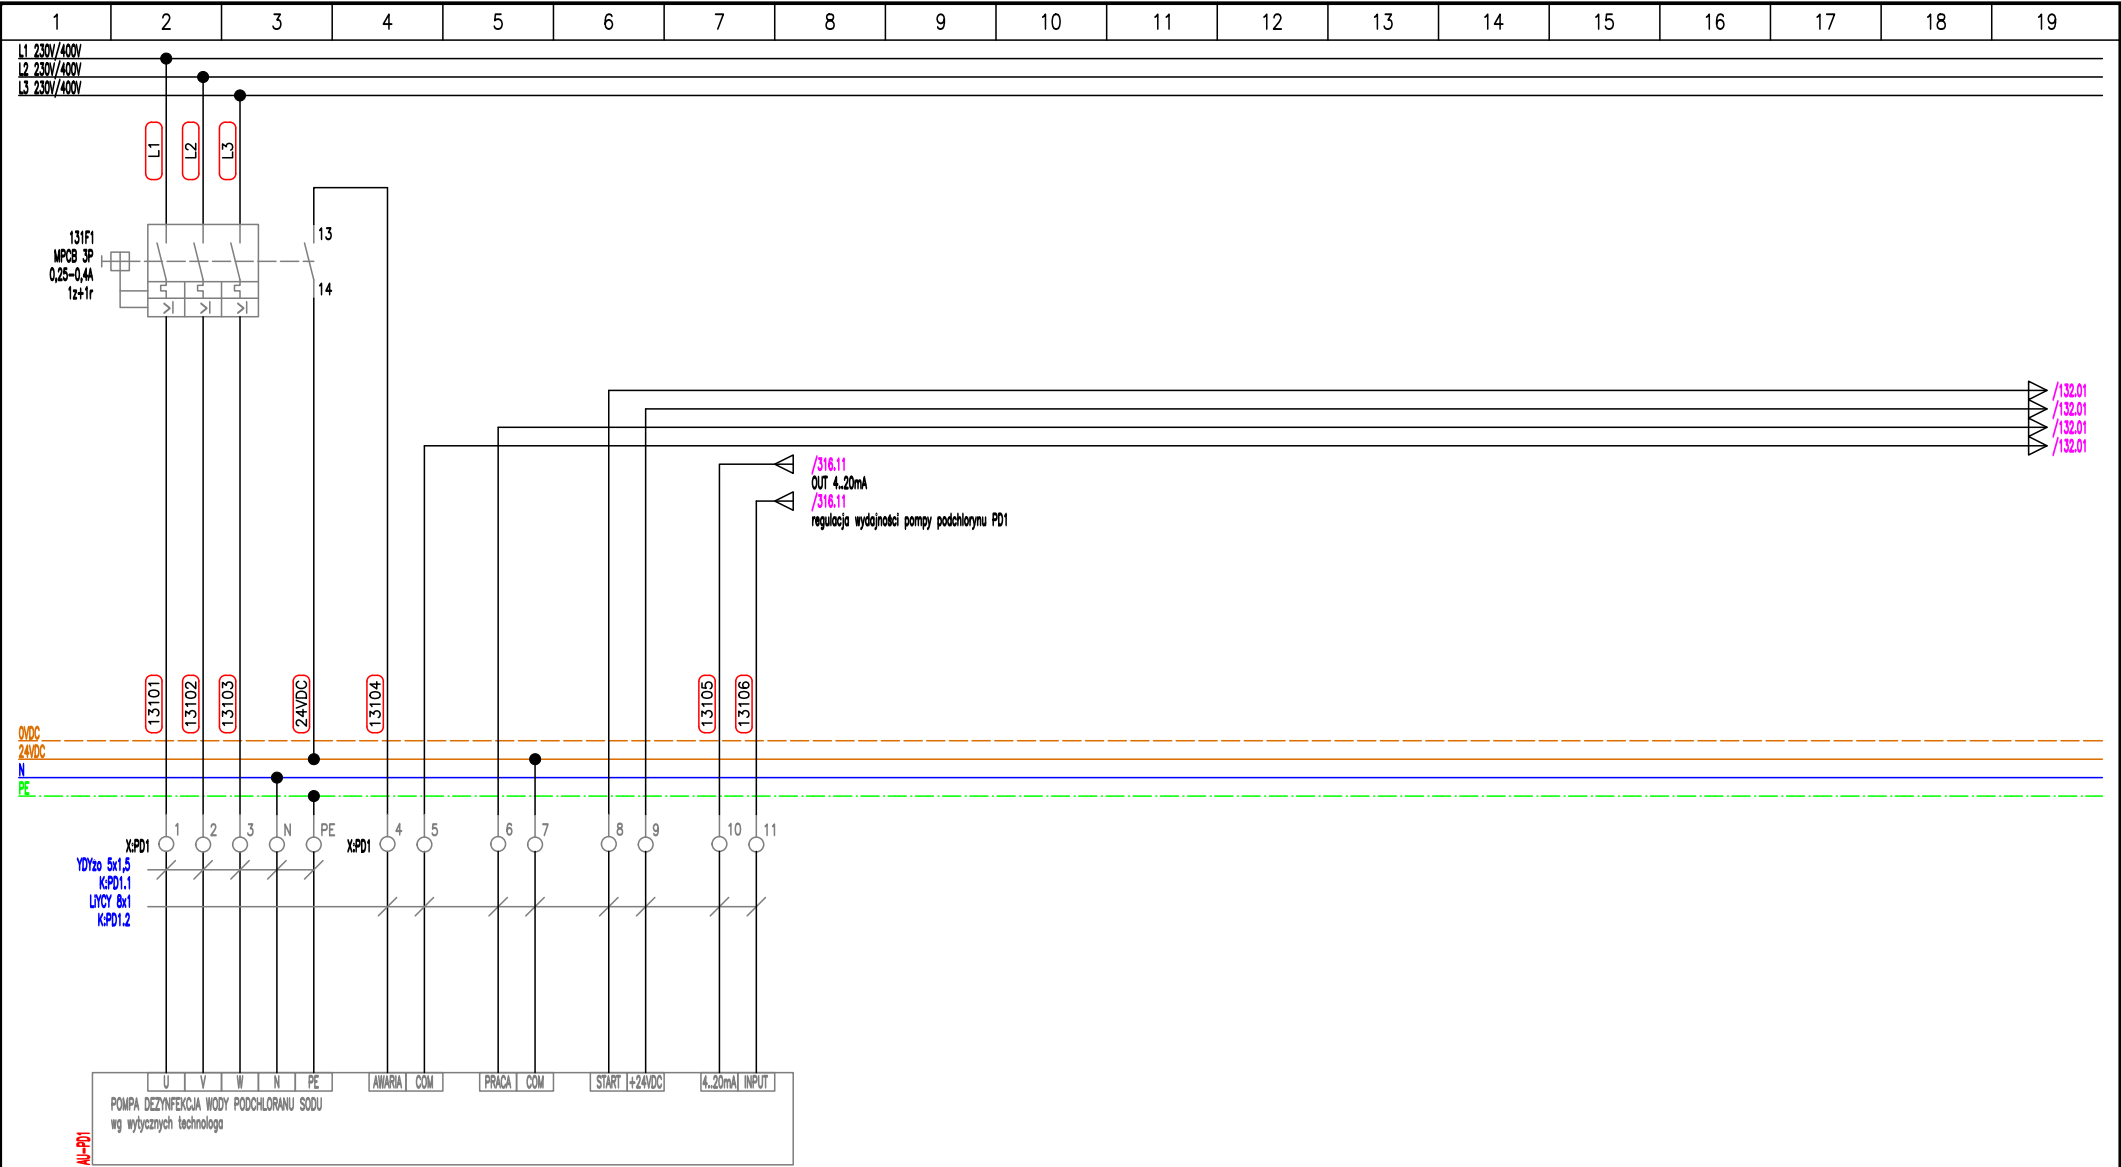 1 2 3 4 5 6 7 8 9 10 11 12 13 14 15 16 17 18 19
L1 230V/400V
L2 230V/400V
L3 230V/400V
L1 L2 L3
131F1
MPCB 3P
0,25-0,4A
1z+1r
13
14
/132.01
/132.01
/132.01
/132.01
/316.11
OUT 4..20mA
/316.11
regulacja wydajności pompy podchlorynu PD1
13101 13102 13103 24VDC 13104 13105 13106
0VDC
24VDC
N
PE
X:PD1 1 2 3 N PE X:PD1 4 5 6 7 8 9 10 11
YDYżo 5x1,5
K:PD1.1
LiYCY 8x1
K:PD1.2
U V W N PE AWARIA COM PRACA COM START +24VDC 4..20mA INPUT
POMPA DEZYNFEKCJA WODY PODCHLORANU SODU
wg wytycznych technologa
AU-PD1